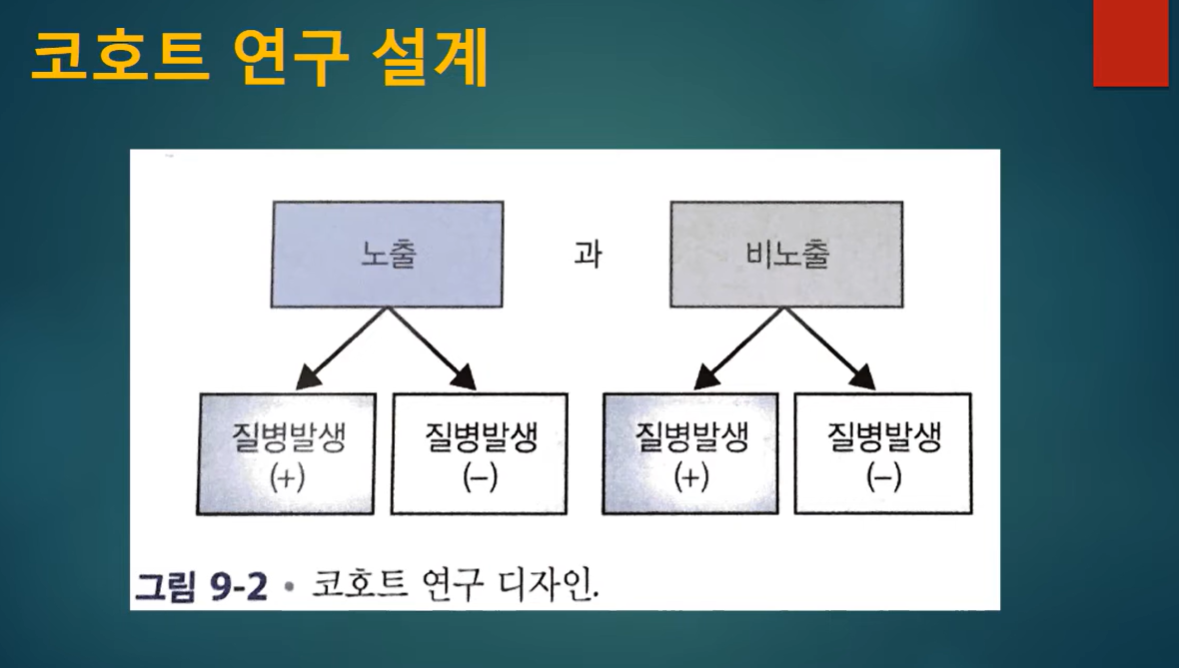 코호트 연구 설계
노출 과 비노출
질병발생 질병발생 질병발생 질병발생
(+) (−) (+) (−)
그림 9-2 • 코호트 연구 디자인.